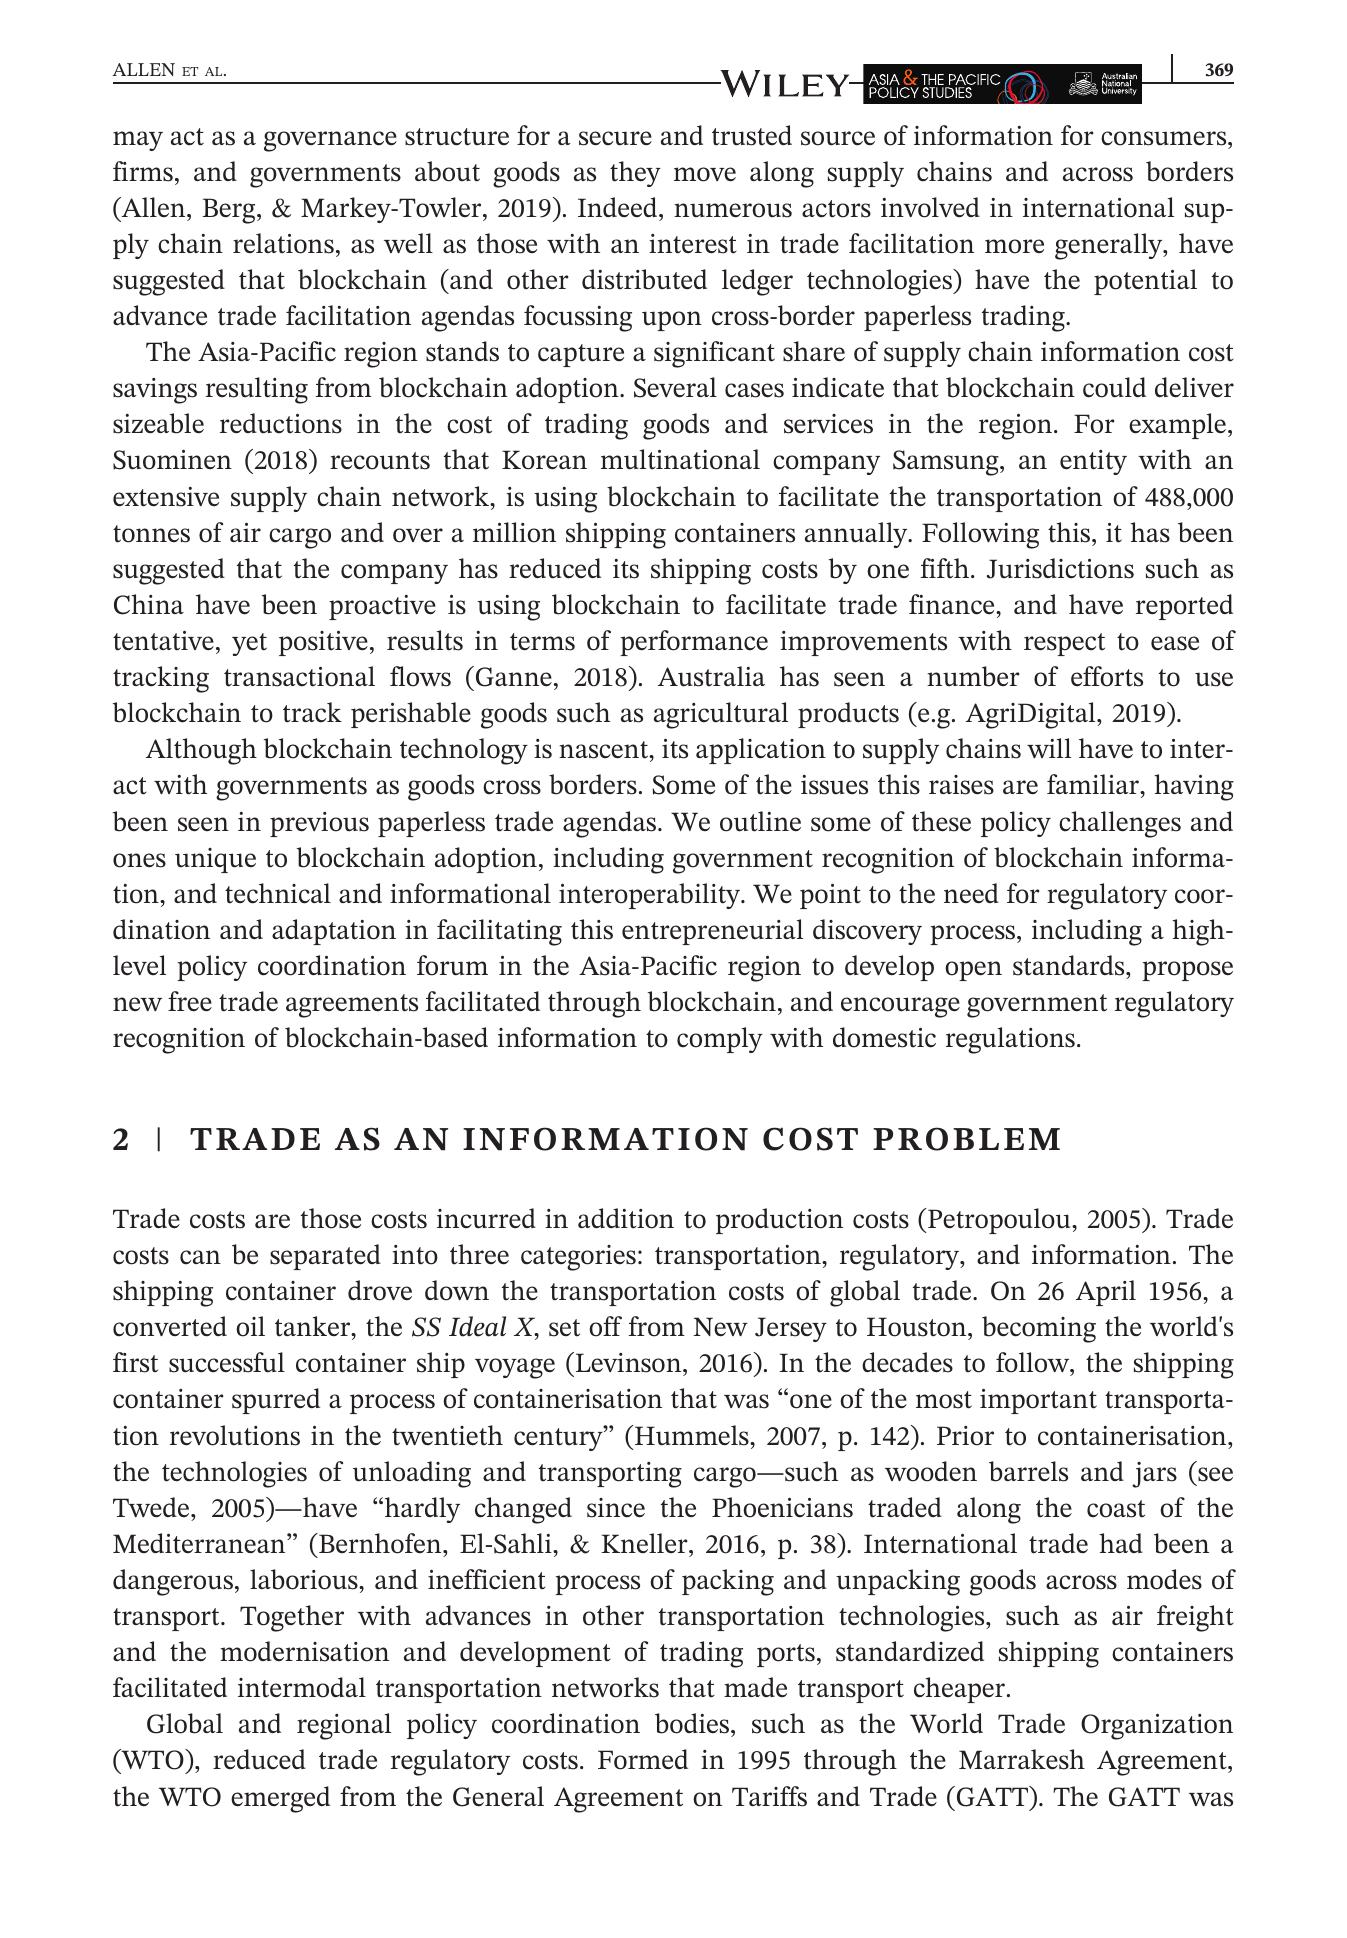 ALLEN ET AL.
WILEY
ASIA & THE PACIFIC
POLICY STUDIES
Australian
National
University
369
may act as a governance structure for a secure and trusted source of information for consumers,
firms, and governments about goods as they move along supply chains and across borders
(Allen, Berg, & Markey-Towler, 2019). Indeed, numerous actors involved in international sup-
ply chain relations, as well as those with an interest in trade facilitation more generally, have
suggested that blockchain (and other distributed ledger technologies) have the potential to
advance trade facilitation agendas focussing upon cross-border paperless trading.
The Asia-Pacific region stands to capture a significant share of supply chain information cost
savings resulting from blockchain adoption. Several cases indicate that blockchain could deliver
sizeable reductions in the cost of trading goods and services in the region. For example,
Suominen (2018) recounts that Korean multinational company Samsung, an entity with an
extensive supply chain network, is using blockchain to facilitate the transportation of 488,000
tonnes of air cargo and over a million shipping containers annually. Following this, it has been
suggested that the company has reduced its shipping costs by one fifth. Jurisdictions such as
China have been proactive is using blockchain to facilitate trade finance, and have reported
tentative, yet positive, results in terms of performance improvements with respect to ease of
tracking transactional flows (Ganne, 2018). Australia has seen a number of efforts to use
blockchain to track perishable goods such as agricultural products (e.g. AgriDigital, 2019).
Although blockchain technology is nascent, its application to supply chains will have to inter-
act with governments as goods cross borders. Some of the issues this raises are familiar, having
been seen in previous paperless trade agendas. We outline some of these policy challenges and
ones unique to blockchain adoption, including government recognition of blockchain informa-
tion, and technical and informational interoperability. We point to the need for regulatory coor-
dination and adaptation in facilitating this entrepreneurial discovery process, including a high-
level policy coordination forum in the Asia-Pacific region to develop open standards, propose
new free trade agreements facilitated through blockchain, and encourage government regulatory
recognition of blockchain-based information to comply with domestic regulations.
2 | TRADE AS AN INFORMATION COST PROBLEM
Trade costs are those costs incurred in addition to production costs (Petropoulou, 2005). Trade
costs can be separated into three categories: transportation, regulatory, and information. The
shipping container drove down the transportation costs of global trade. On 26 April 1956, a
converted oil tanker, the SS Ideal X, set off from New Jersey to Houston, becoming the world's
first successful container ship voyage (Levinson, 2016). In the decades to follow, the shipping
container spurred a process of containerisation that was “one of the most important transporta-
tion revolutions in the twentieth century” (Hummels, 2007, p. 142). Prior to containerisation,
the technologies of unloading and transporting cargo—such as wooden barrels and jars (see
Twede, 2005)—have “hardly changed since the Phoenicians traded along the coast of the
Mediterranean” (Bernhofen, El-Sahli, & Kneller, 2016, p. 38). International trade had been a
dangerous, laborious, and inefficient process of packing and unpacking goods across modes of
transport. Together with advances in other transportation technologies, such as air freight
and the modernisation and development of trading ports, standardized shipping containers
facilitated intermodal transportation networks that made transport cheaper.
Global and regional policy coordination bodies, such as the World Trade Organization
(WTO), reduced trade regulatory costs. Formed in 1995 through the Marrakesh Agreement,
the WTO emerged from the General Agreement on Tariffs and Trade (GATT). The GATT was